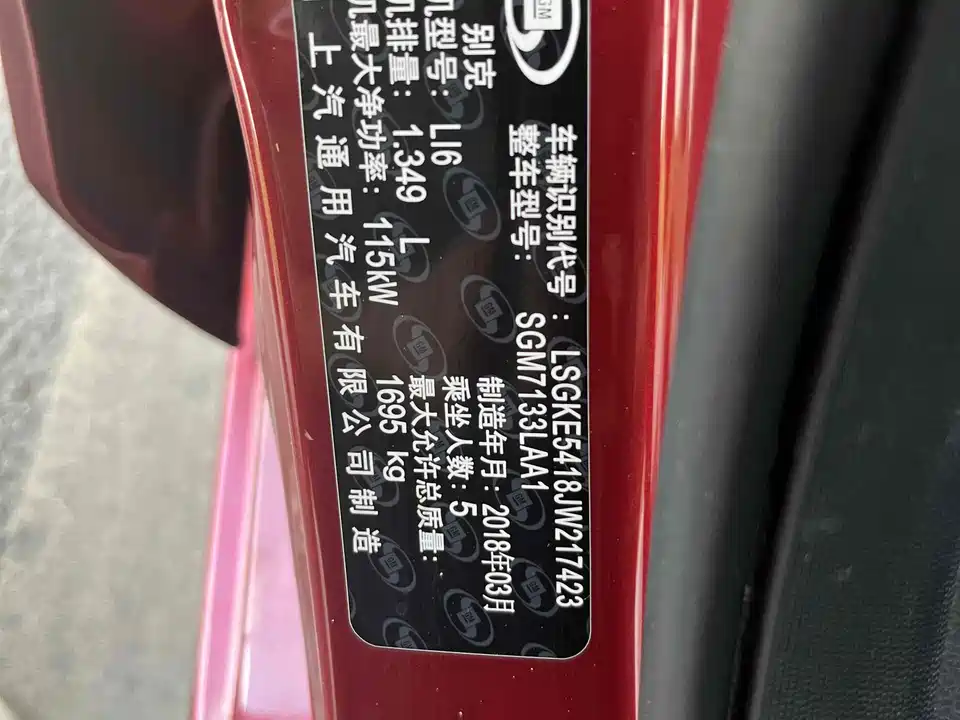 GM
车辆识别代号：LSGKE5418JW217423
整车型号：SGM7133LAA1
别克 制造年月：2018年03月
机型号：LI6 乘坐人数：5
机排量：1.349 L 最大允许总质量：
机最大净功率：115kW 1695 kg
上汽通用汽车有限公司制造